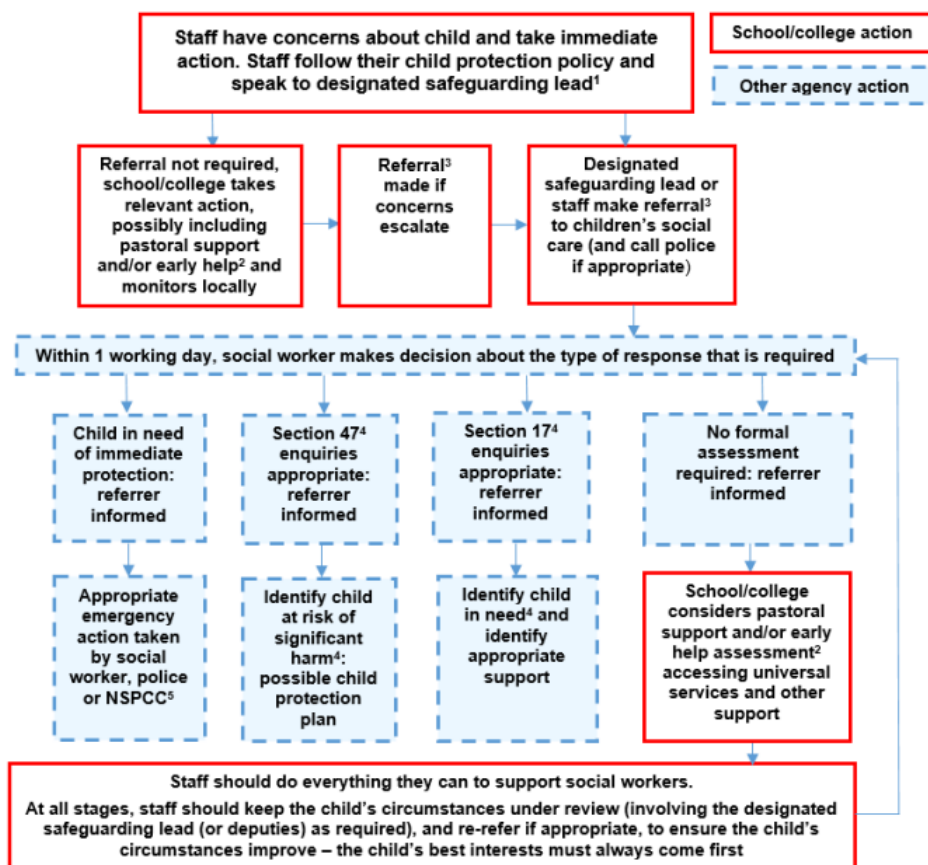 Staff have concerns about child and take immediate
action. Staff follow their child protection policy and
speak to designated safeguarding lead¹
School/college action
Other agency action
Referral not required,
school/college takes
relevant action,
possibly including
pastoral support
and/or early help² and
monitors locally
Referral³
made if
concerns
escalate
Designated
safeguarding lead or
staff make referral³
to children’s social
care (and call police
if appropriate)
Within 1 working day, social worker makes decision about the type of response that is required
Child in need
of immediate
protection:
referrer
informed
Section 47⁴
enquiries
appropriate:
referrer
informed
Section 17⁴
enquiries
appropriate:
referrer
informed
No formal
assessment
required: referrer
informed
Appropriate
emergency
action taken
by social
worker, police
or NSPCC⁵
Identify child
at risk of
significant
harm⁴:
possible child
protection
plan
Identify child
in need⁴ and
identify
appropriate
support
School/college
considers pastoral
support and/or early
help assessment²
accessing universal
services and other
support
Staff should do everything they can to support social workers.
At all stages, staff should keep the child’s circumstances under review (involving the designated
safeguarding lead (or deputies) as required), and re-refer if appropriate, to ensure the child’s
circumstances improve – the child’s best interests must always come first